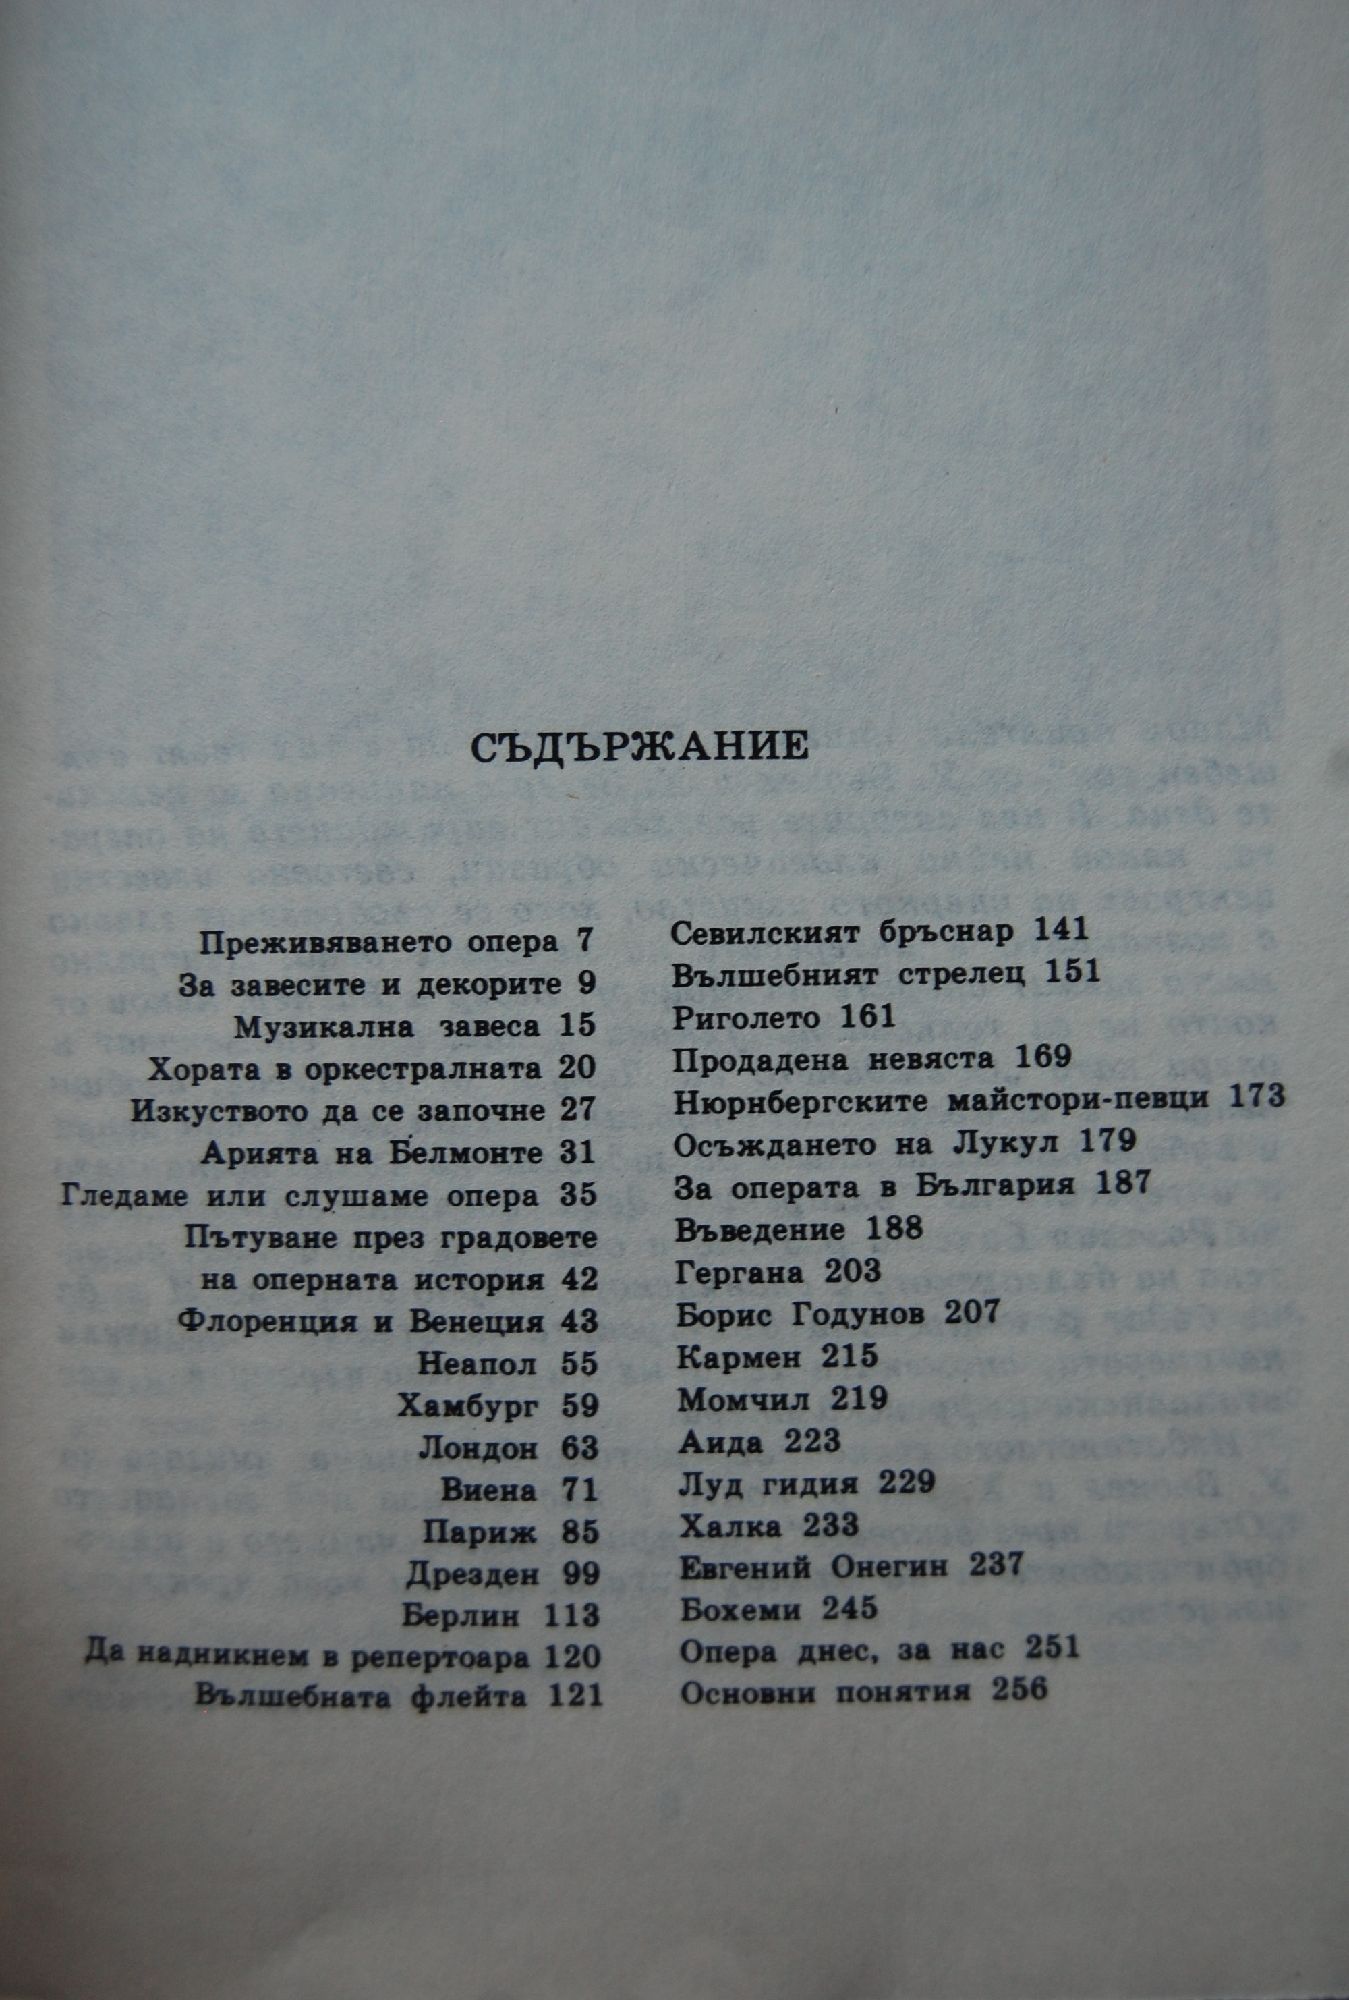 СЪДЪРЖАНИЕ
Преживяването опера 7
За завесите и декорите 9
Музикална завеса 15
Хората в оркестралната 20
Изкуството да се започне 27
Арията на Белмонте 31
Гледаме или слушаме опера 35
Пътуване през градовете
на оперната история 42
Флоренция и Венеция 43
Неапол 55
Хамбург 59
Лондон 63
Виена 71
Париж 85
Дрезден 99
Берлин 113
Да надникнем в репертоара 120
Вълшебната флейта 121
Севилският бръснар 141
Вълшебният стрелец 151
Риголето 161
Продадена невяста 169
Нюрнбергските майстори-певци 173
Осъждането на Лукул 179
За операта в България 187
Въведение 188
Гергана 203
Борис Годунов 207
Кармен 215
Момчил 219
Аида 223
Луд гидия 229
Халка 233
Евгений Онегин 237
Бохеми 245
Опера днес, за нас 251
Основни понятия 256